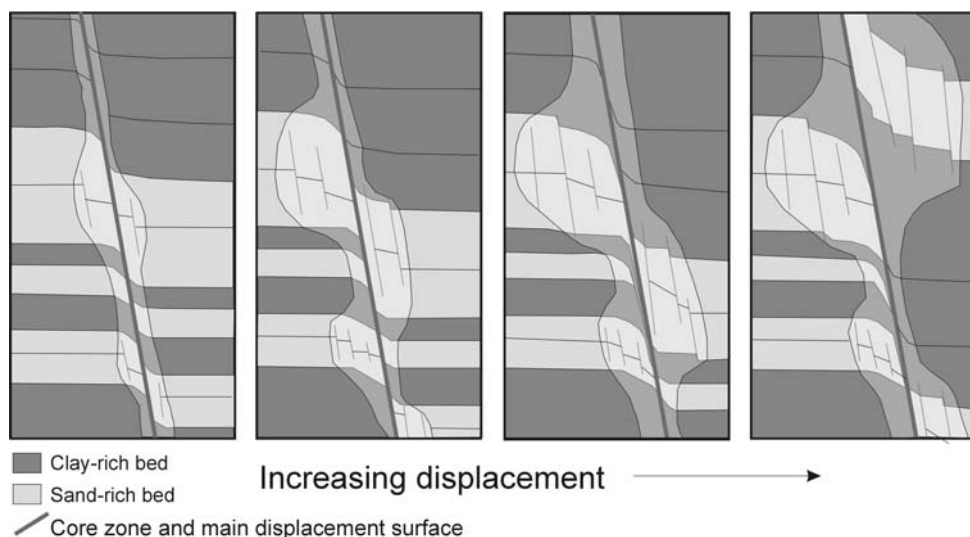 Clay-rich bed
Sand-rich bed
Core zone and main displacement surface
Increasing displacement